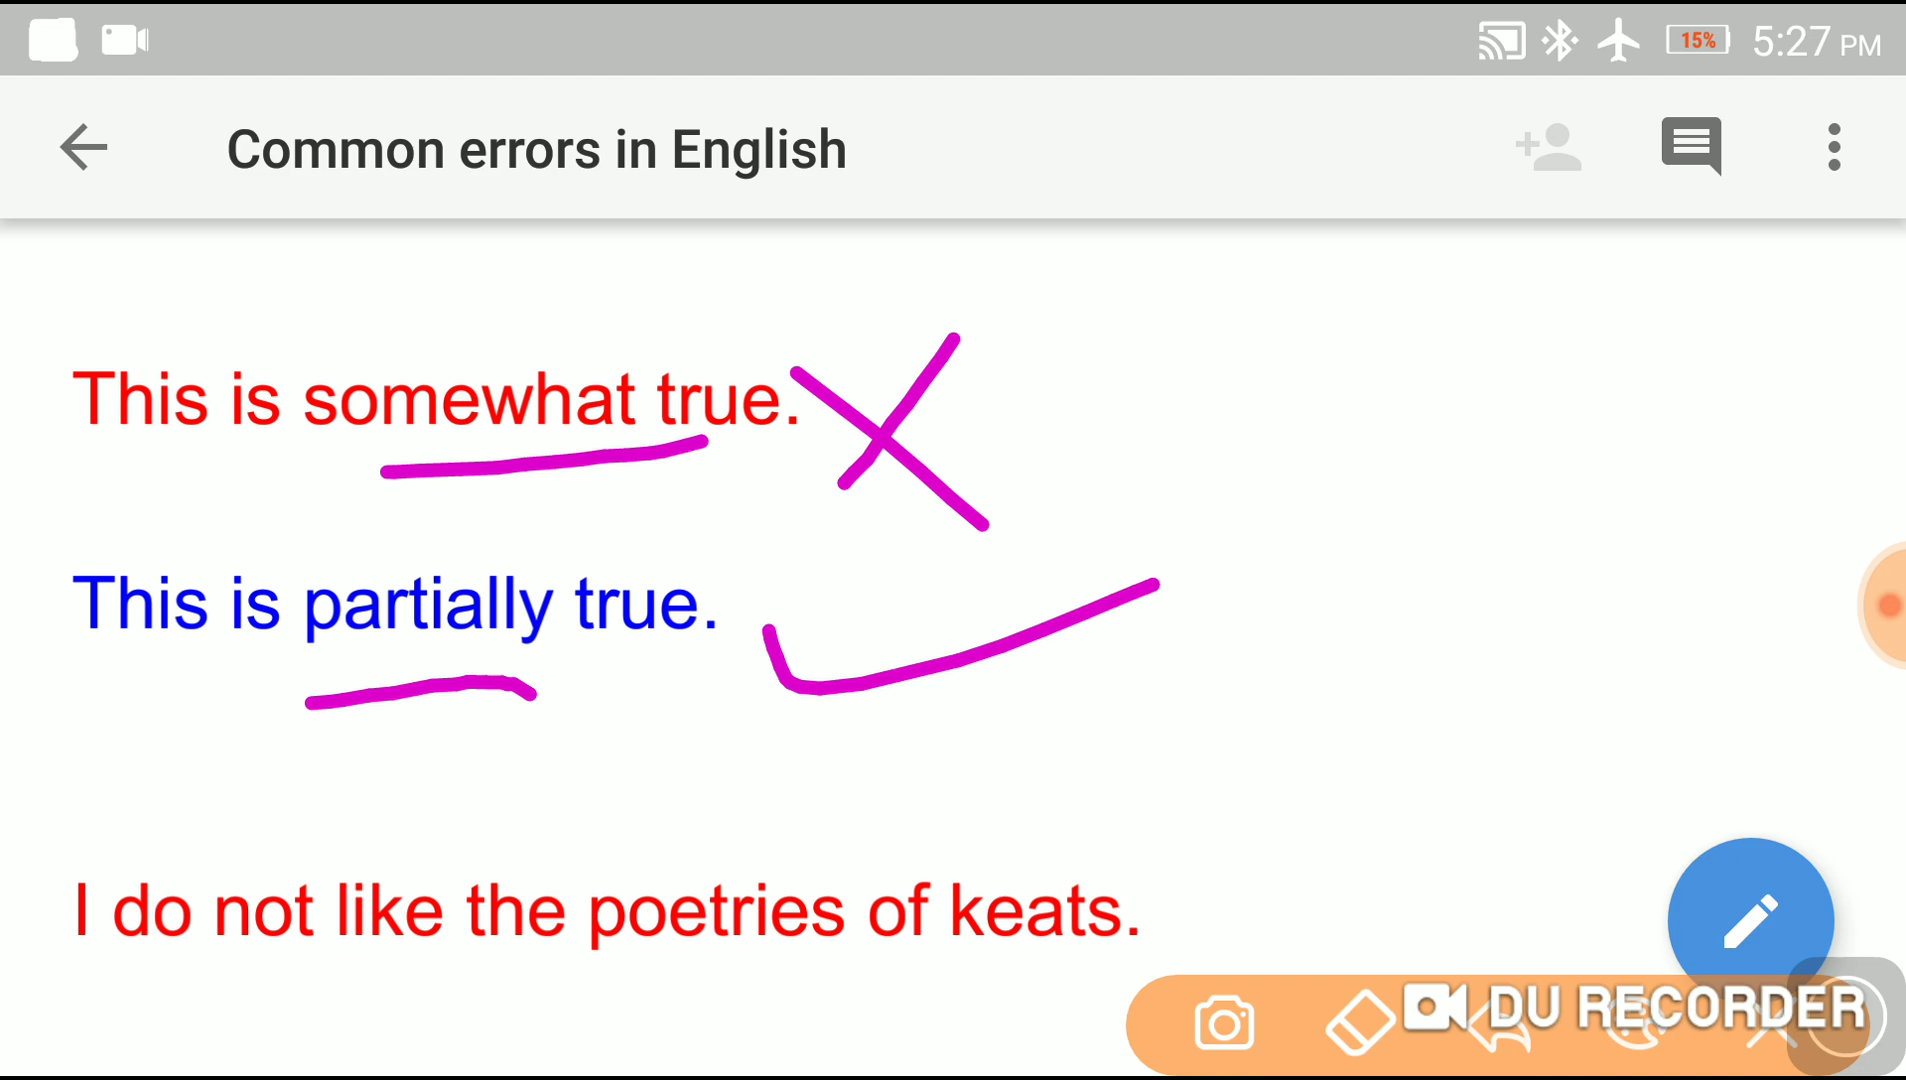 15% 5:27 PM
Common errors in English
This is somewhat true.
This is partially true.
I do not like the poetries of keats.
DU RECORDER